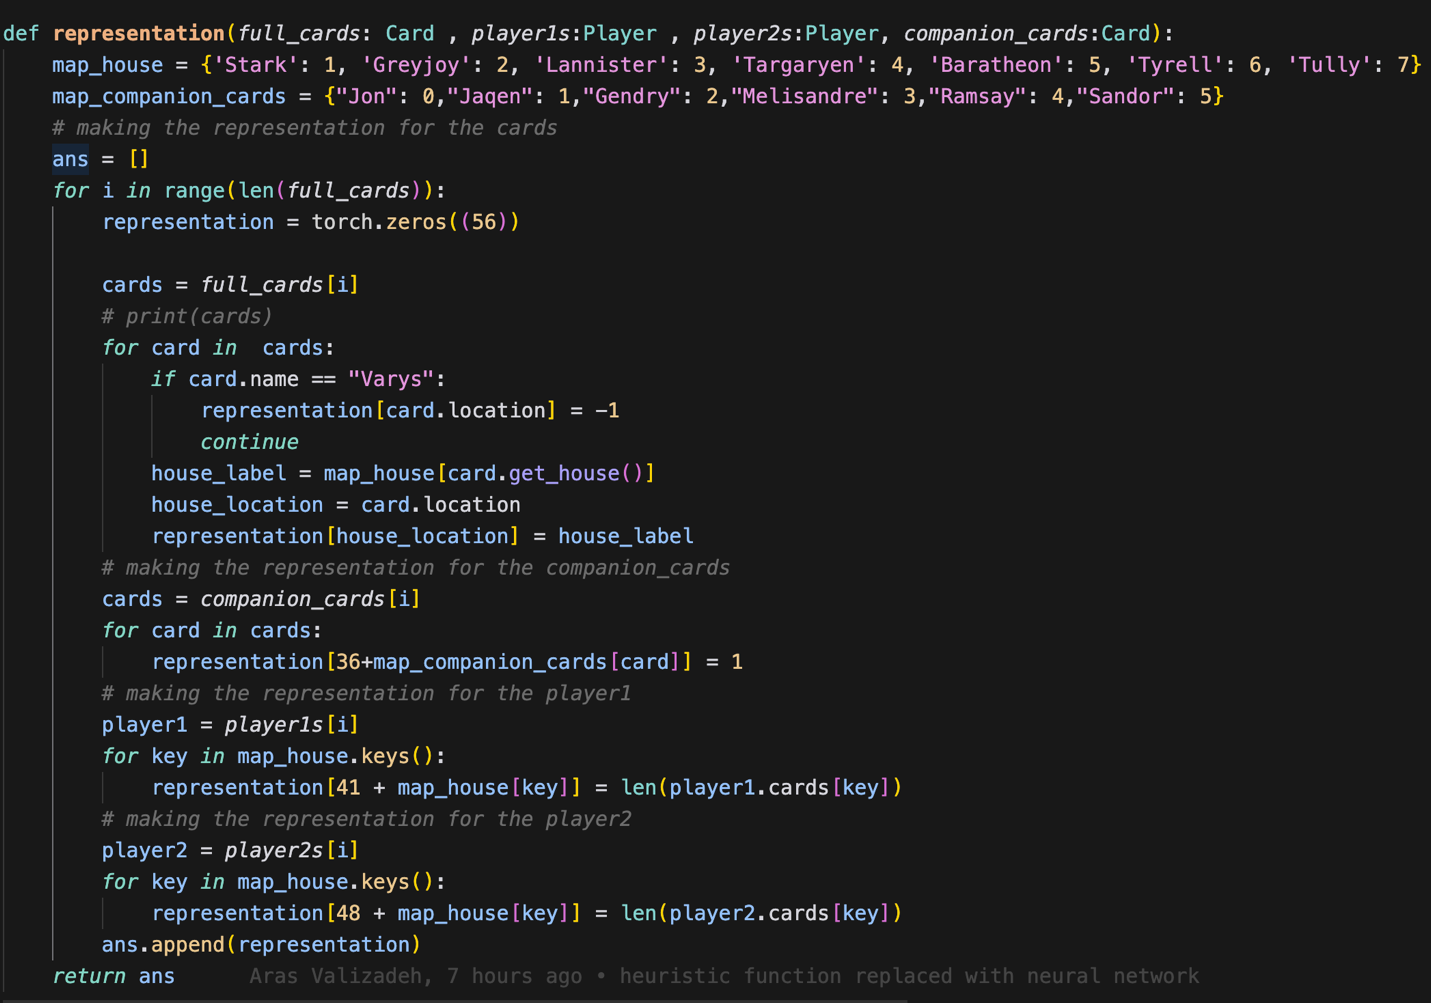 def representation(full_cards: Card , player1s:Player , player2s:Player, companion_cards:Card):
    map_house = {'Stark': 1, 'Greyjoy': 2, 'Lannister': 3, 'Targaryen': 4, 'Baratheon': 5, 'Tyrell': 6, 'Tully': 7}
    map_companion_cards = {"Jon": 0,"Jaqen": 1,"Gendry": 2,"Melisandre": 3,"Ramsay": 4,"Sandor": 5}
    # making the representation for the cards
    ans = []
    for i in range(len(full_cards)):
        representation = torch.zeros((56))

        cards = full_cards[i]
        # print(cards)
        for card in  cards:
            if card.name == "Varys":
                representation[card.location] = -1
                continue
            house_label = map_house[card.get_house()]
            house_location = card.location
            representation[house_location] = house_label
        # making the representation for the companion_cards
        cards = companion_cards[i]
        for card in cards:
            representation[36+map_companion_cards[card]] = 1
        # making the representation for the player1
        player1 = player1s[i]
        for key in map_house.keys():
            representation[41 + map_house[key]] = len(player1.cards[key])
        # making the representation for the player2
        player2 = player2s[i]
        for key in map_house.keys():
            representation[48 + map_house[key]] = len(player2.cards[key])
        ans.append(representation)
    return ans      Aras Valizadeh, 7 hours ago • heuristic function replaced with neural network